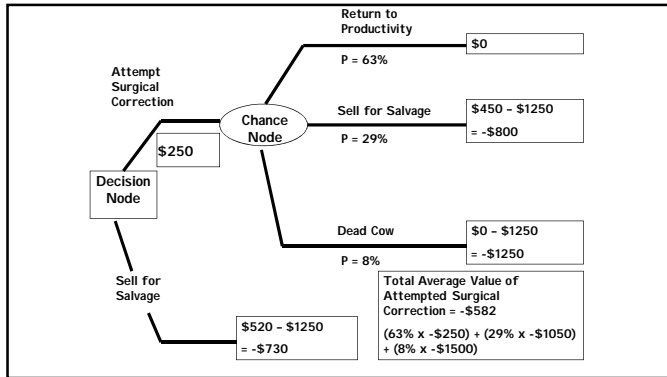 Return to
Productivity
$0
P = 63%
Attempt
Surgical
Correction
Chance
Node
Sell for Salvage
P = 29%
$450 – $1250
= -$800
$250
Decision
Node
Dead Cow
P = 8%
$0 – $1250
= -$1250
Sell for
Salvage
$520 – $1250
= -$730
Total Average Value of
Attempted Surgical
Correction = -$582
(63% x -$250) + (29% x -$1050)
+ (8% x -$1500)